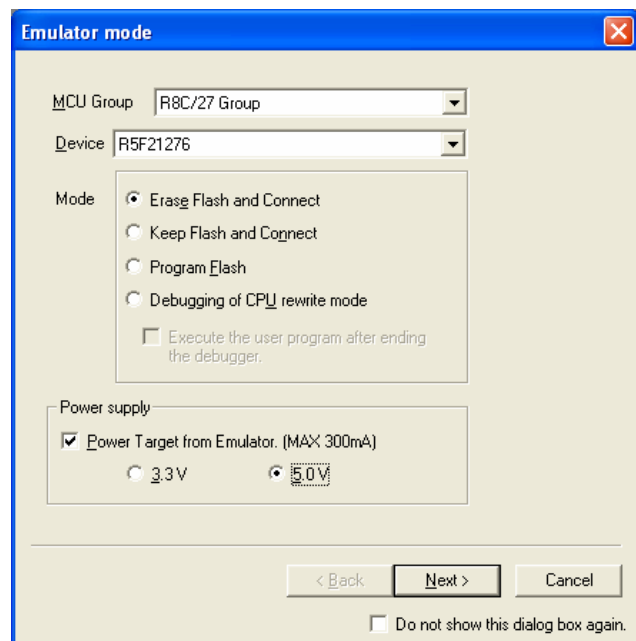 Emulator mode
MCU Group R8C/27 Group
Device R5F21276
Mode
Erase Flash and Connect
Keep Flash and Connect
Program Flash
Debugging of CPU rewrite mode
Execute the user program after ending
the debugger.
Power supply
Power Target from Emulator. (MAX 300mA)
3.3 V 5.0 V
< Back Next > Cancel
Do not show this dialog box again.